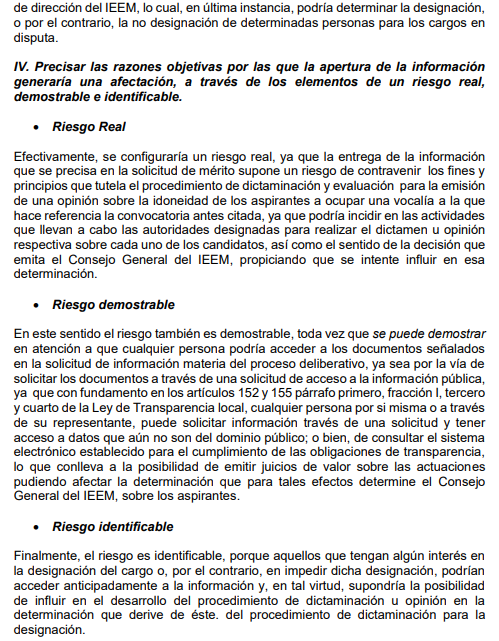 de dirección del IEEM, lo cual, en última instancia, podría determinar la designación,
o por el contrario, la no designación de determinadas personas para los cargos en
disputa.
IV. Precisar las razones objetivas por las que la apertura de la información
generaría una afectación, a través de los elementos de un riesgo real,
demostrable e identificable.
• Riesgo Real
Efectivamente, se configuraría un riesgo real, ya que la entrega de la información
que se precisa en la solicitud de mérito supone un riesgo de contravenir los fines y
principios que tutela el procedimiento de dictaminación y evaluación para la emisión
de una opinión sobre la idoneidad de los aspirantes a ocupar una vocalía a la que
hace referencia la convocatoria antes citada, ya que podría incidir en las actividades
que llevan a cabo las autoridades designadas para realizar el dictamen u opinión
respectiva sobre cada uno de los candidatos, así como el sentido de la decisión que
emita el Consejo General del IEEM, propiciando que se intente influir en esa
determinación.
• Riesgo demostrable
En este sentido el riesgo también es demostrable, toda vez que se puede demostrar
en atención a que cualquier persona podría acceder a los documentos señalados
en la solicitud de información materia del proceso deliberativo, ya sea por la vía de
solicitar los documentos a través de una solicitud de acceso a la información pública,
ya que con fundamento en los artículos 152 y 155 párrafo primero, fracción I, tercero
y cuarto de la Ley de Transparencia local, cualquier persona por si misma o a través
de su representante, puede solicitar información través de una solicitud y tener
acceso a datos que aún no son del dominio público; o bien, de consultar el sistema
electrónico establecido para el cumplimiento de las obligaciones de transparencia,
lo que conlleva a la posibilidad de emitir juicios de valor sobre las actuaciones
pudiendo afectar la determinación que para tales efectos determine el Consejo
General del IEEM, sobre los aspirantes.
• Riesgo identificable
Finalmente, el riesgo es identificable, porque aquellos que tengan algún interés en
la designación del cargo o, por el contrario, en impedir dicha designación, podrían
acceder anticipadamente a la información y, en tal virtud, supondría la posibilidad
de influir en el desarrollo del procedimiento de dictaminación u opinión en la
determinación que derive de éste. del procedimiento de dictaminación para la
designación.